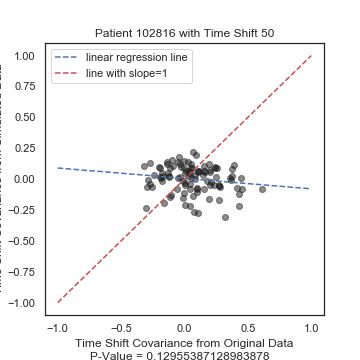 Patient 102816 with Time Shift 50
linear regression line
line with slope=1
1.00
0.75
0.50
0.25
0.00
−0.25
−0.50
−0.75
−1.00
−1.0
−0.5
0.0
0.5
1.0
Time Shift Covariance from Original Data
P-Value = 0.12955387128983878